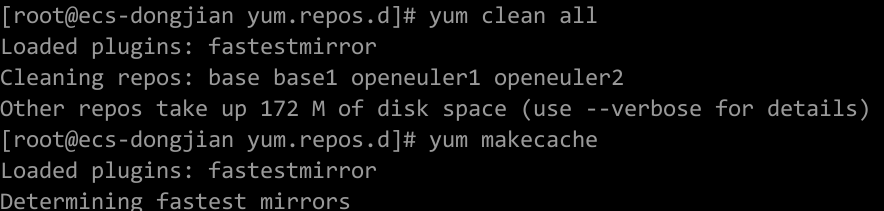 [root@ecs-dongjian yum.repos.d]# yum clean all
Loaded plugins: fastestmirror
Cleaning repos: base base1 openeuler1 openeuler2
Other repos take up 172 M of disk space (use --verbose for details)
[root@ecs-dongjian yum.repos.d]# yum makecache
Loaded plugins: fastestmirror
Determining fastest mirrors